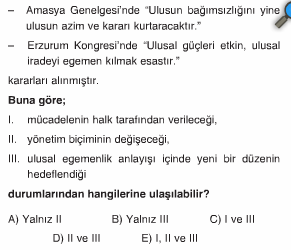 – Amasya Genelgesi'nde "Ulusun bağımsızlığını yine
ulusun azim ve kararı kurtaracaktır."
– Erzurum Kongresi'nde "Ulusal güçleri etkin, ulusal
iradeyi egemen kılmak esastır."
kararları alınmıştır.
Buna göre;
I. mücadelenin halk tarafından verileceği,
II. yönetim biçiminin değişeceği,
III. ulusal egemenlik anlayışı içinde yeni bir düzenin
hedeflendiği
durumlarından hangilerine ulaşılabilir?
A) Yalnız II B) Yalnız III C) I ve III
D) II ve III E) I, II ve III